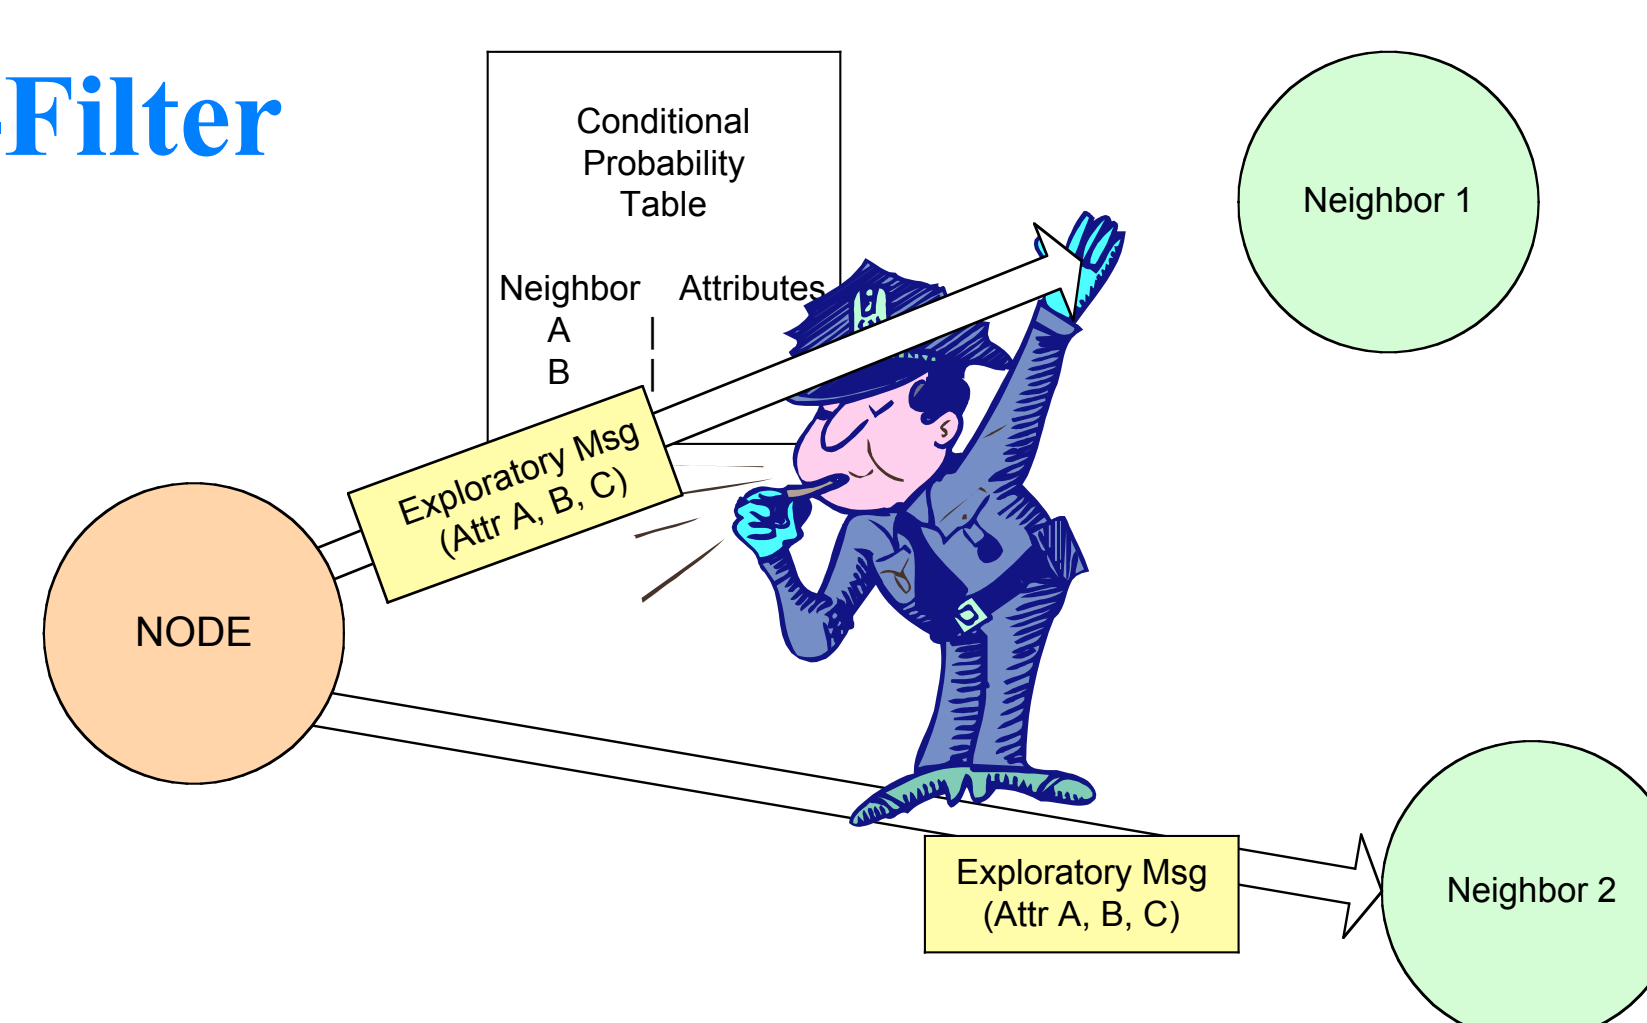 -Filter
Conditional
Probability
Table
Neighbor | Attributes
A |
B |
Neighbor 1
Exploratory Msg
(Attr A, B, C)
NODE
Exploratory Msg
(Attr A, B, C)
Neighbor 2